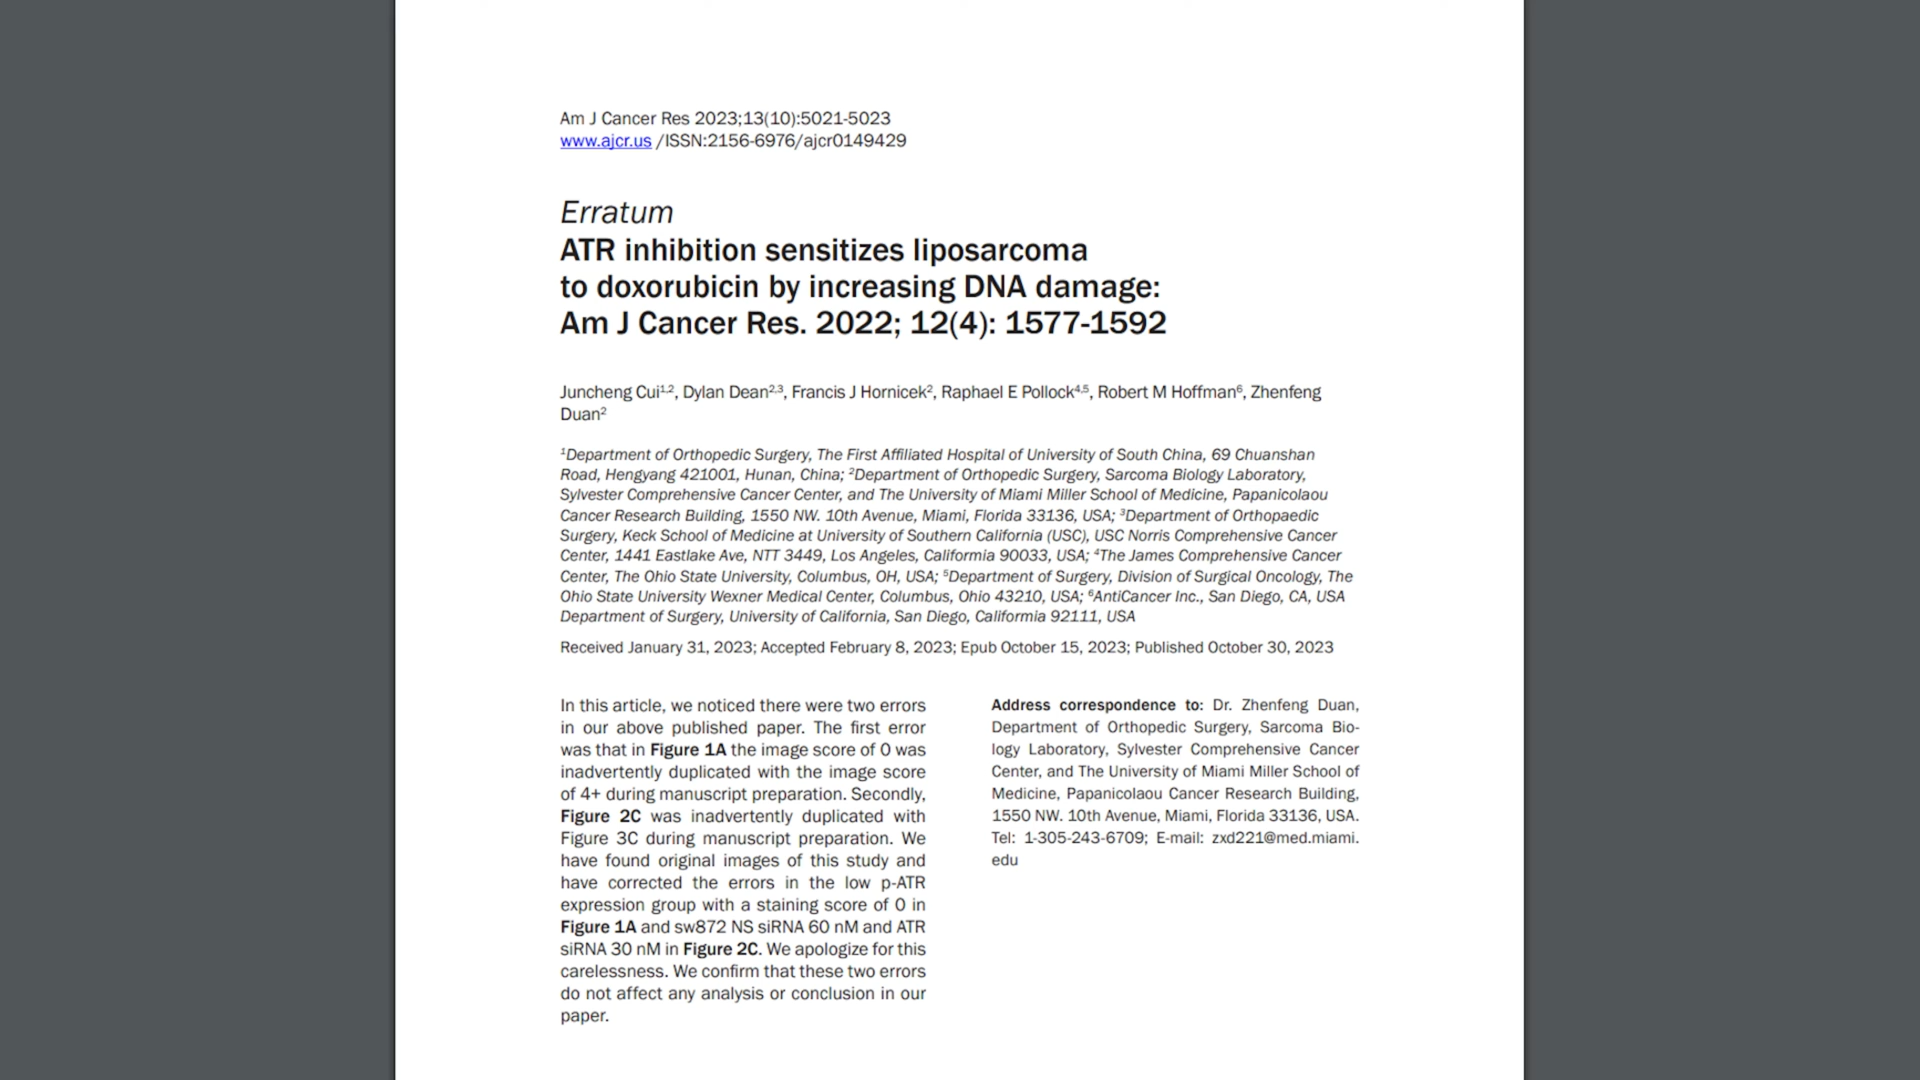 Am J Cancer Res 2023;13(10):5021-5023
www.ajcr.us /ISSN:2156-6976/ajcr0149429
Erratum
ATR inhibition sensitizes liposarcoma
to doxorubicin by increasing DNA damage:
Am J Cancer Res. 2022; 12(4): 1577-1592
Juncheng Cui1,2, Dylan Dean2,3, Francis J Hornicek2, Raphael E Pollock4,5, Robert M Hoffman6, Zhenfeng
Duan2
1Department of Orthopedic Surgery, The First Affiliated Hospital of University of South China, 69 Chuanshan
Road, Hengyang 421001, Hunan, China; 2Department of Orthopedic Surgery, Sarcoma Biology Laboratory,
Sylvester Comprehensive Cancer Center, and The University of Miami Miller School of Medicine, Papanicolaou
Cancer Research Building, 1550 NW. 10th Avenue, Miami, Florida 33136, USA; 3Department of Orthopaedic
Surgery, Keck School of Medicine at University of Southern California (USC), USC Norris Comprehensive Cancer
Center, 1441 Eastlake Ave, NTT 3449, Los Angeles, California 90033, USA; 4The James Comprehensive Cancer
Center, The Ohio State University, Columbus, OH, USA; 5Department of Surgery, Division of Surgical Oncology, The
Ohio State University Wexner Medical Center, Columbus, Ohio 43210, USA; 6AntiCancer Inc., San Diego, CA, USA
Department of Surgery, University of California, San Diego, California 92111, USA
Received January 31, 2023; Accepted February 8, 2023; Epub October 15, 2023; Published October 30, 2023
In this article, we noticed there were two errors
in our above published paper. The first error
was that in Figure 1A the image score of 0 was
inadvertently duplicated with the image score
of 4+ during manuscript preparation. Secondly,
Figure 2C was inadvertently duplicated with
Figure 3C during manuscript preparation. We
have found original images of this study and
have corrected the errors in the low p-ATR
expression group with a staining score of 0 in
Figure 1A and sw872 NS siRNA 60 nM and ATR
siRNA 30 nM in Figure 2C. We apologize for this
carelessness. We confirm that these two errors
do not affect any analysis or conclusion in our
paper.
Address correspondence to: Dr. Zhenfeng Duan,
Department of Orthopedic Surgery, Sarcoma Bio-
logy Laboratory, Sylvester Comprehensive Cancer
Center, and The University of Miami Miller School of
Medicine, Papanicolaou Cancer Research Building,
1550 NW. 10th Avenue, Miami, Florida 33136, USA.
Tel: 1-305-243-6709; E-mail: zxd221@med.miami.
edu